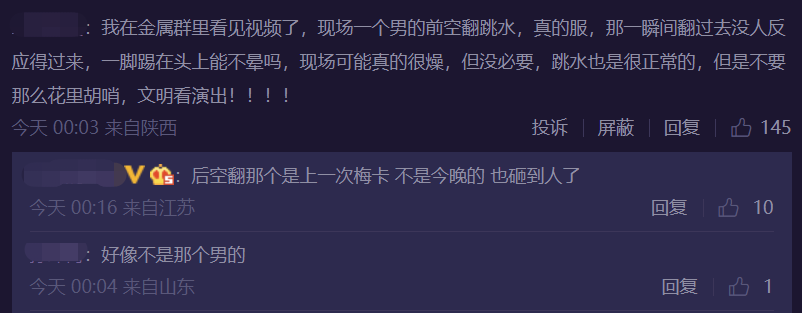 ：我在金属群里看见视频了，现场一个男的前空翻跳水，真的服，那一瞬间翻过去没人反
应得过来，一脚踢在头上能不晕吗，现场可能真的很燥，但没必要，跳水也是很正常的，但是不要
那么花里胡哨，文明看演出！！！！
今天 00:03 来自陕西 投诉 屏蔽 回复 145
：后空翻那个是上一次梅卡 不是今晚的 也砸到人了
今天 00:16 来自江苏 回复 10
：好像不是那个男的
今天 00:04 来自山东 回复 1